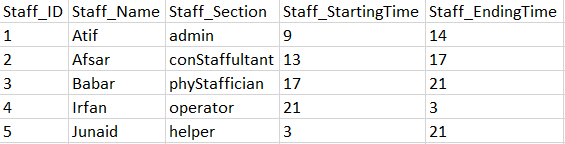 Staff_ID Staff_Name Staff_Section Staff_StartingTime Staff_EndingTime
1 Atif admin 9 14
2 Afsar conStaffultant 13 17
3 Babar phyStaffician 17 21
4 Irfan operator 21 3
5 Junaid helper 3 21